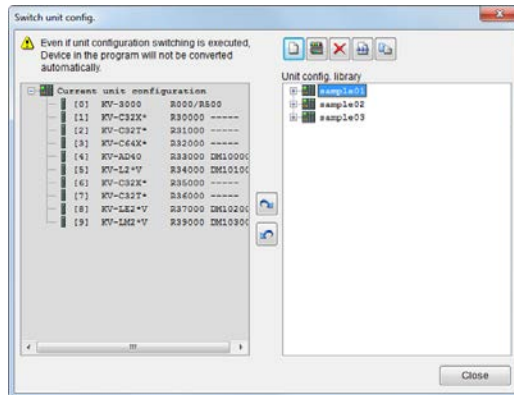 Switch unit config.
Even if unit configuration switching is executed,
Device in the program will not be converted
automatically.
Unit config. library
Current unit configuration
[0] KV-3000 R000/R500
[1] KV-C32X* R30000 -----
[2] KV-C32T* R31000 -----
[3] KV-C64X* R32000 -----
[4] KV-AD40 R33000 DM10000
[5] KV-L2*V R34000 DM10100
[6] KV-C32X* R35000 -----
[7] KV-C32T* R36000 -----
[8] KV-LE2*V R37000 DM10200
[9] KV-LM2*V R39000 DM10300
sample01
sample02
sample03
Close